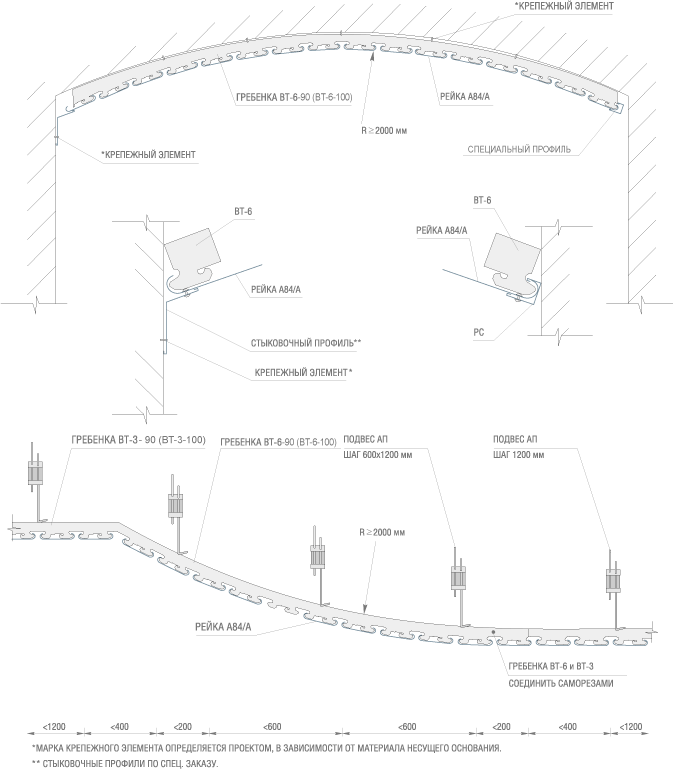 *КРЕПЕЖНЫЙ ЭЛЕМЕНТ
ГРЕБЕНКА ВТ-6-90 (ВТ-6-100)
РЕЙКА А84/А
R ≥ 2000 мм
*КРЕПЕЖНЫЙ ЭЛЕМЕНТ
СПЕЦИАЛЬНЫЙ ПРОФИЛЬ
ВТ-6
ВТ-6
РЕЙКА А84/А
РЕЙКА А84/А
СТЫКОВОЧНЫЙ ПРОФИЛЬ**
РС
КРЕПЕЖНЫЙ ЭЛЕМЕНТ*
ГРЕБЕНКА ВТ-3- 90 (ВТ-3-100)
ГРЕБЕНКА ВТ-6-90 (ВТ-6-100)
ПОДВЕС АП
ШАГ 600х1200 мм
ПОДВЕС АП
ШАГ 1200 мм
R ≥ 2000 мм
РЕЙКА А84/А
ГРЕБЕНКА ВТ-6 и ВТ-3
СОЕДИНИТЬ САМОРЕЗАМИ
<1200 <400 <200 <600 <600 <200 <400 <1200
*МАРКА КРЕПЕЖНОГО ЭЛЕМЕНТА ОПРЕДЕЛЯЕТСЯ ПРОЕКТОМ, В ЗАВИСИМОСТИ ОТ МАТЕРИАЛА НЕСУЩЕГО ОСНОВАНИЯ.
** СТЫКОВОЧНЫЕ ПРОФИЛИ ПО СПЕЦ. ЗАКАЗУ.